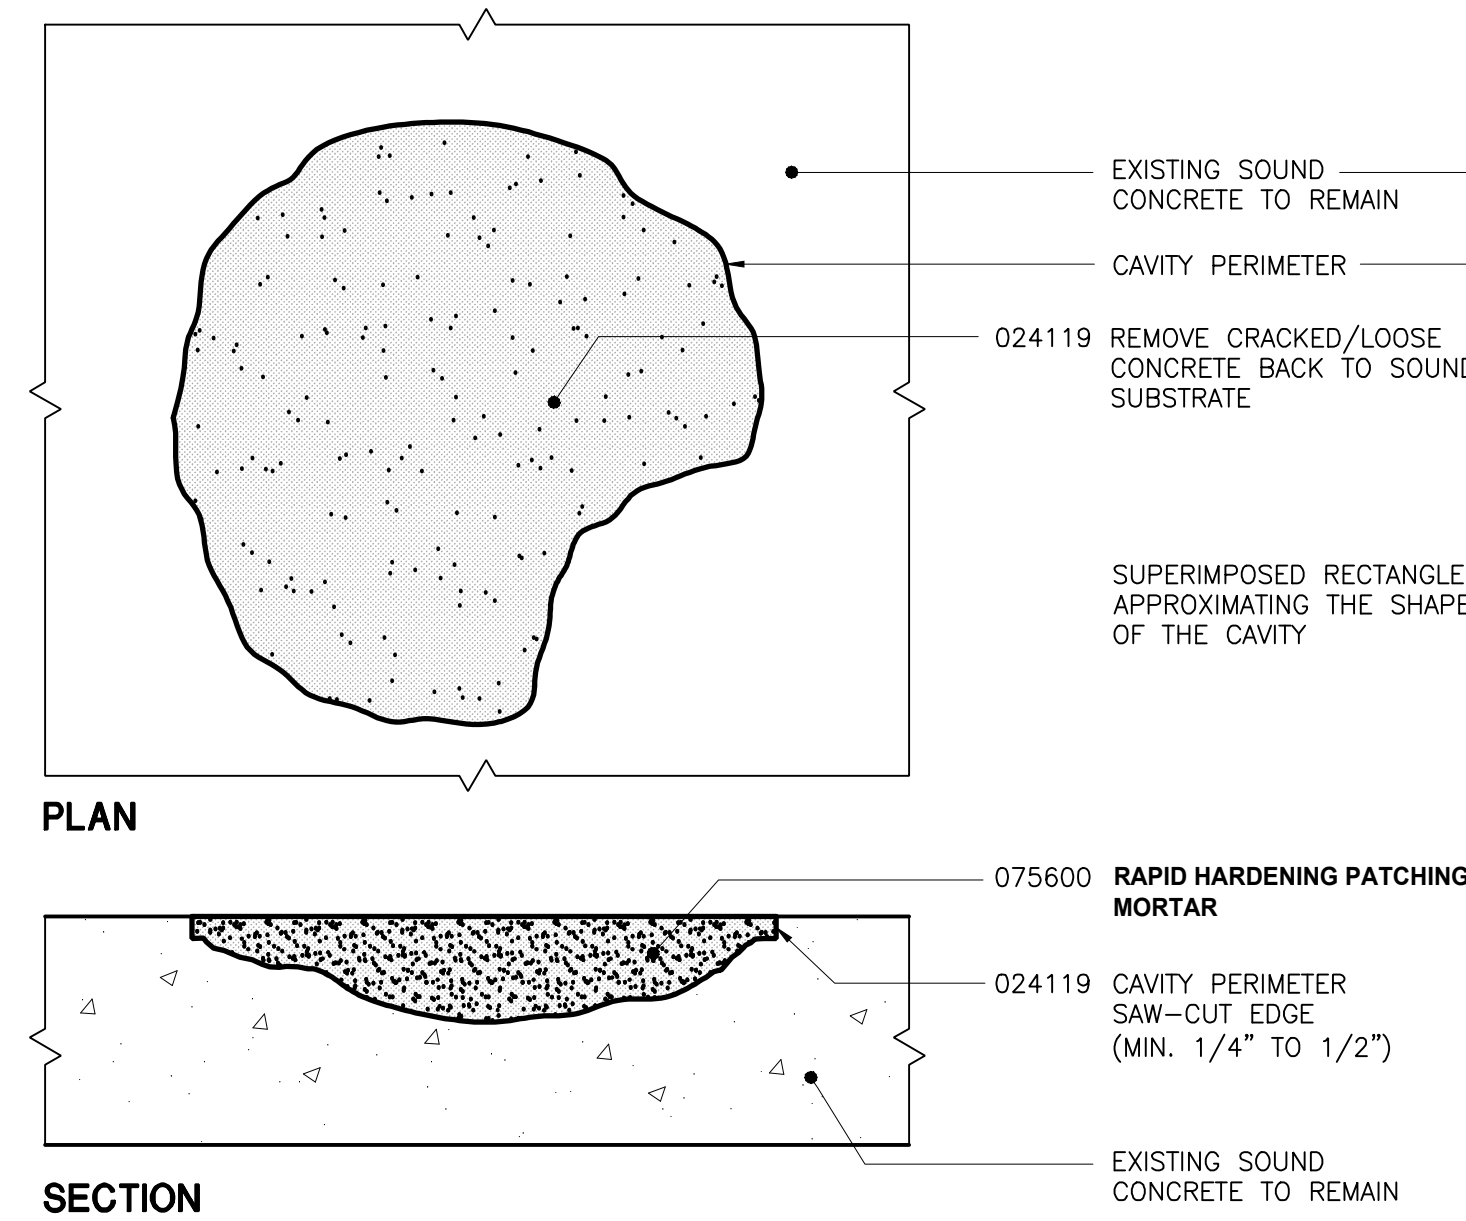 EXISTING SOUND
CONCRETE TO REMAIN
CAVITY PERIMETER
024119 REMOVE CRACKED/LOOSE
CONCRETE BACK TO SOUND
SUBSTRATE
SUPERIMPOSED RECTANGLE
APPROXIMATING THE SHAPE
OF THE CAVITY
PLAN
075600 RAPID HARDENING PATCHING
MORTAR
024119 CAVITY PERIMETER
SAW-CUT EDGE
(MIN. 1/4" TO 1/2")
EXISTING SOUND
CONCRETE TO REMAIN
SECTION